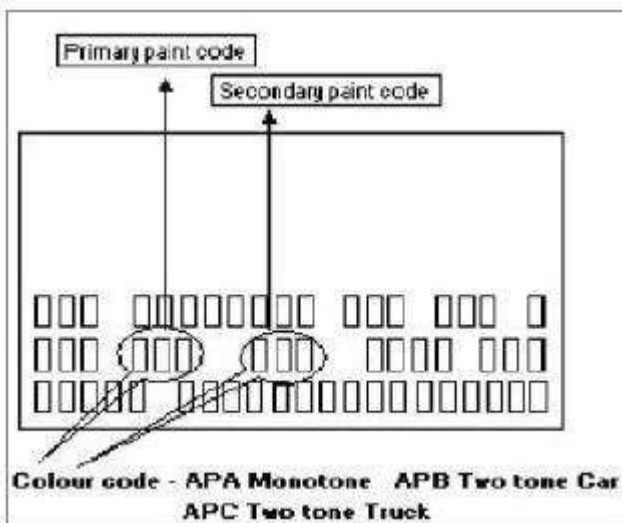 Primary paint code
Secondary paint code
Colour code - APA Monotone APB Two tone Car
APC Two tone Truck